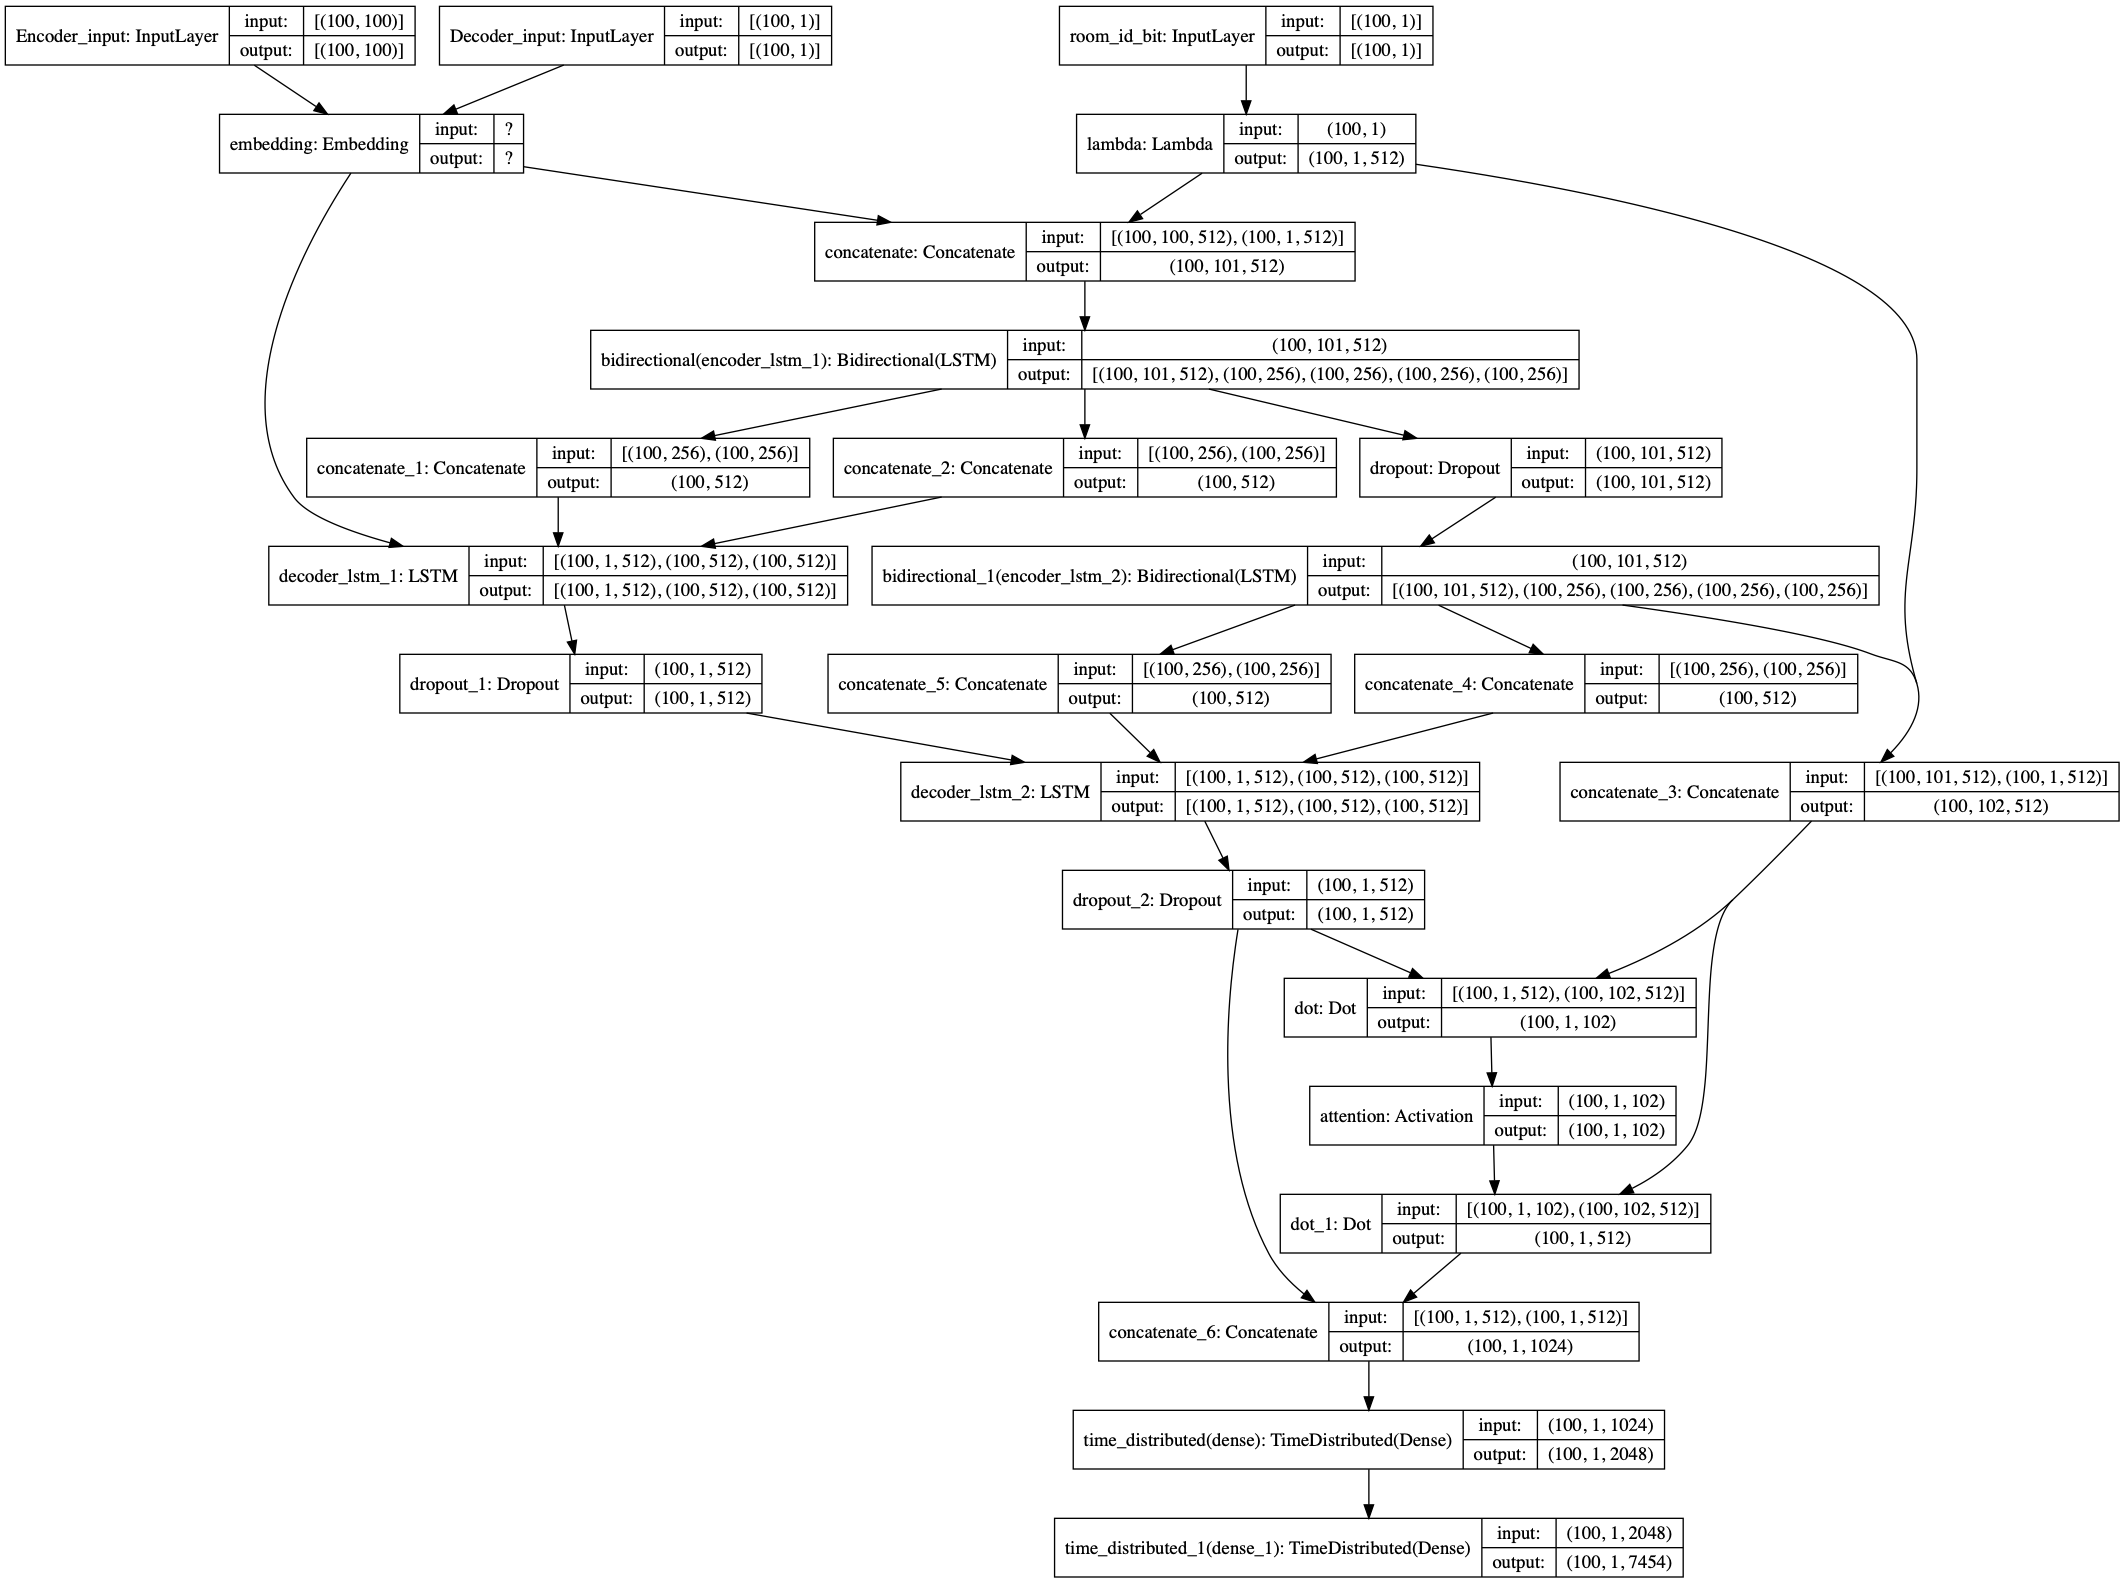 Encoder_input: InputLayer
input: [(100, 100)]
output: [(100, 100)]
Decoder_input: InputLayer
input: [(100, 1)]
output: [(100, 1)]
room_id_bit: InputLayer
input: [(100, 1)]
output: [(100, 1)]
embedding: Embedding
input: ?
output: ?
lambda: Lambda
input: (100, 1)
output: (100, 1, 512)
concatenate: Concatenate
input: [(100, 100, 512), (100, 1, 512)]
output: (100, 101, 512)
bidirectional(encoder_lstm_1): Bidirectional(LSTM)
input: (100, 101, 512)
output: [(100, 101, 512), (100, 256), (100, 256), (100, 256), (100, 256)]
concatenate_1: Concatenate
input: [(100, 256), (100, 256)]
output: (100, 512)
concatenate_2: Concatenate
input: [(100, 256), (100, 256)]
output: (100, 512)
dropout: Dropout
input: (100, 101, 512)
output: (100, 101, 512)
decoder_lstm_1: LSTM
input: [(100, 1, 512), (100, 512), (100, 512)]
output: [(100, 1, 512), (100, 512), (100, 512)]
bidirectional_1(encoder_lstm_2): Bidirectional(LSTM)
input: (100, 101, 512)
output: [(100, 101, 512), (100, 256), (100, 256), (100, 256), (100, 256)]
dropout_1: Dropout
input: (100, 1, 512)
output: (100, 1, 512)
concatenate_5: Concatenate
input: [(100, 256), (100, 256)]
output: (100, 512)
concatenate_4: Concatenate
input: [(100, 256), (100, 256)]
output: (100, 512)
decoder_lstm_2: LSTM
input: [(100, 1, 512), (100, 512), (100, 512)]
output: [(100, 1, 512), (100, 512), (100, 512)]
concatenate_3: Concatenate
input: [(100, 101, 512), (100, 1, 512)]
output: (100, 102, 512)
dropout_2: Dropout
input: (100, 1, 512)
output: (100, 1, 512)
dot: Dot
input: [(100, 1, 512), (100, 102, 512)]
output: (100, 1, 102)
attention: Activation
input: (100, 1, 102)
output: (100, 1, 102)
dot_1: Dot
input: [(100, 1, 102), (100, 102, 512)]
output: (100, 1, 512)
concatenate_6: Concatenate
input: [(100, 1, 512), (100, 1, 512)]
output: (100, 1, 1024)
time_distributed(dense): TimeDistributed(Dense)
input: (100, 1, 1024)
output: (100, 1, 2048)
time_distributed_1(dense_1): TimeDistributed(Dense)
input: (100, 1, 2048)
output: (100, 1, 7454)